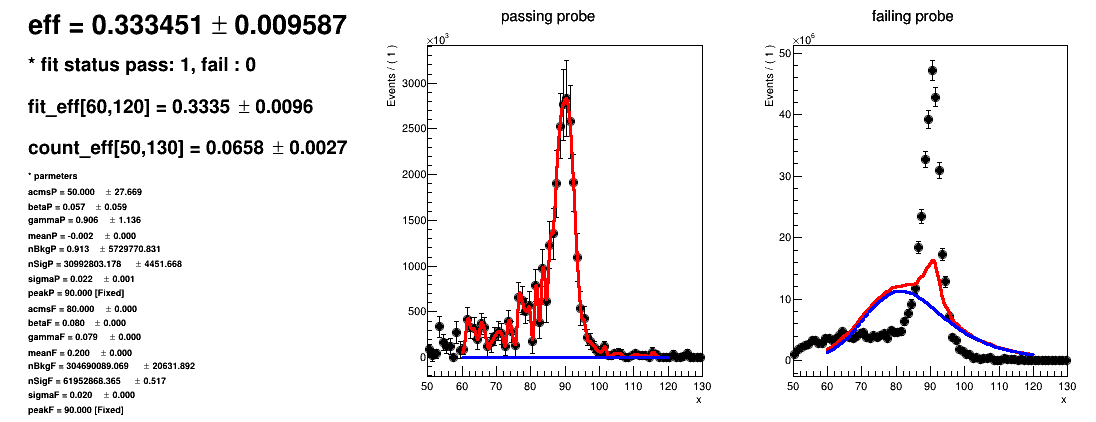 eff = 0.333451 ± 0.009587
* fit status pass: 1, fail : 0
fit_eff[60,120] = 0.3335 ± 0.0096
count_eff[50,130] = 0.0658 ± 0.0027
* parmeters
acmsP = 50.000 ± 27.669
betaP = 0.057 ± 0.059
gammaP = 0.906 ± 1.136
meanP = -0.002 ± 0.000
nBkgP = 0.913 ± 5729770.831
nSigP = 30992803.178 ± 4451.668
sigmaP = 0.022 ± 0.001
peakP = 90.000 [Fixed]
acmsF = 80.000 ± 0.000
betaF = 0.080 ± 0.000
gammaF = 0.079 ± 0.000
meanF = 0.200 ± 0.000
nBkgF = 304690089.069 ± 20631.892
nSigF = 61952868.365 ± 0.517
sigmaF = 0.020 ± 0.000
peakF = 90.000 [Fixed]
passing probe
×10³
Events / ( 1 )
3000
2500
2000
1500
1000
500
0
50 60 70 80 90 100 110 120 130
x
failing probe
×10⁶
Events / ( 1 )
50
40
30
20
10
0
50 60 70 80 90 100 110 120 130
x